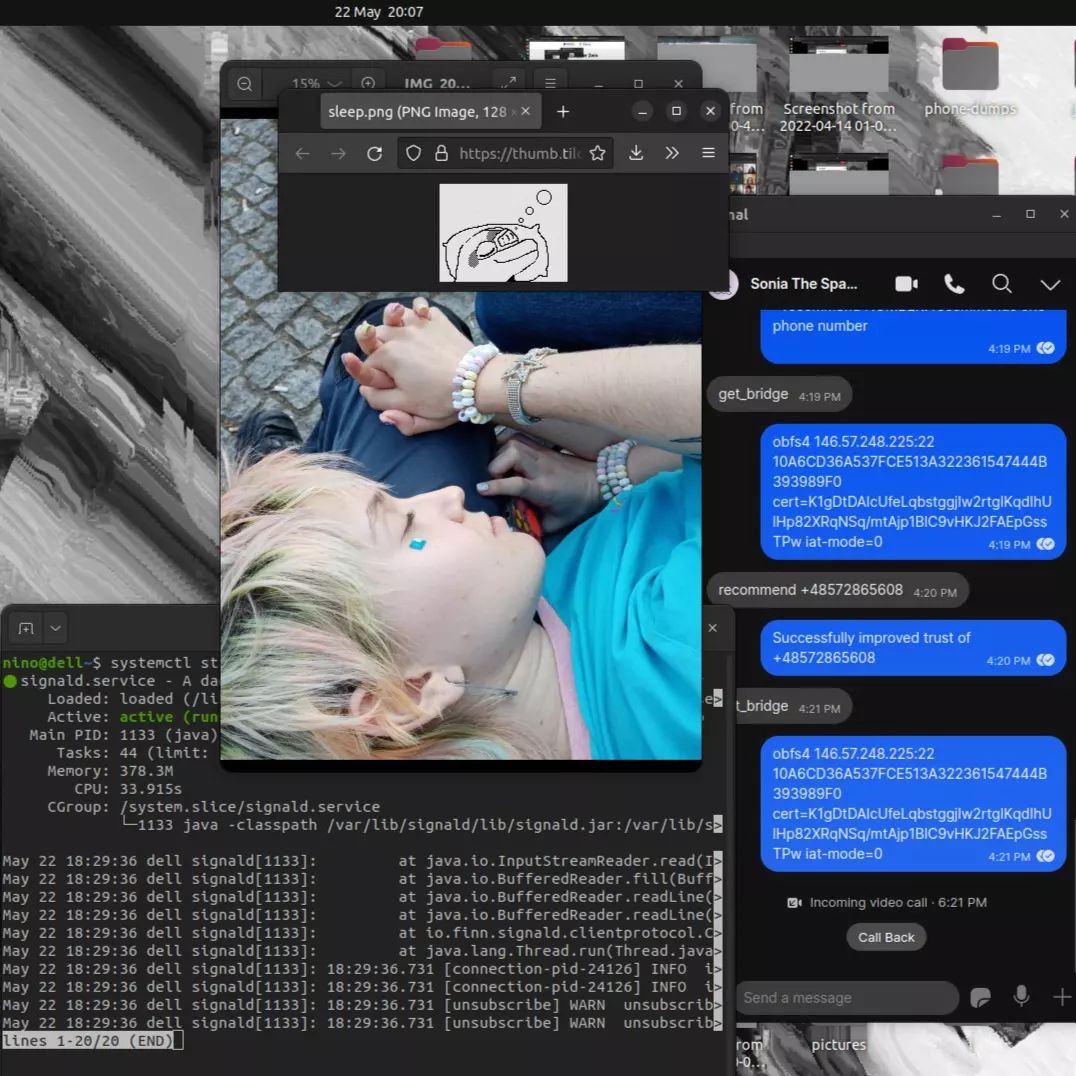 22 May 20:07
15%
IMG_20...
sleep.png (PNG Image, 128
https://thumb.til
from
0-4...
Screenshot from
2022-04-14 01-0...
phone-dumps
nal
Sonia The Spa...
phone number
4:19 PM
get_bridge 4:19 PM
obfs4 146.57.248.225:22
10A6CD36A537FCE513A322361547444B
393989F0
cert=K1gDtDAlcUfeLqbstggjlw2rtglKqdlhU
lHp82XRqNSq/mtAjp1BlC9vHKJ2FAEpGss
TPw iat-mode=0 4:19 PM
recommend +48572865608 4:20 PM
Successfully improved trust of
+48572865608 4:20 PM
t_bridge 4:21 PM
obfs4 146.57.248.225:22
10A6CD36A537FCE513A322361547444B
393989F0
cert=K1gDtDAlcUfeLqbstggjlw2rtglKqdlhU
lHp82XRqNSq/mtAjp1BlC9vHKJ2FAEpGss
TPw iat-mode=0 4:21 PM
Incoming video call · 6:21 PM
Call Back
Send a message
nino@dell~$ systemctl st
signald.service - A da
Loaded: loaded (/li
Active: active (run
Main PID: 1133 (java)
Tasks: 44 (limit:
Memory: 378.3M
CPU: 33.915s
CGroup: /system.slice/signald.service
└─1133 java -classpath /var/lib/signald/lib/signald.jar:/var/lib/s>
May 22 18:29:36 dell signald[1133]: at java.io.InputStreamReader.read(I>
May 22 18:29:36 dell signald[1133]: at java.io.BufferedReader.fill(Buff>
May 22 18:29:36 dell signald[1133]: at java.io.BufferedReader.readLine(>
May 22 18:29:36 dell signald[1133]: at java.io.BufferedReader.readLine(>
May 22 18:29:36 dell signald[1133]: at io.finn.signald.clientprotocol.C>
May 22 18:29:36 dell signald[1133]: at java.lang.Thread.run(Thread.java>
May 22 18:29:36 dell signald[1133]: 18:29:36.731 [connection-pid-24126] INFO i>
May 22 18:29:36 dell signald[1133]: 18:29:36.731 [connection-pid-24126] INFO i>
May 22 18:29:36 dell signald[1133]: 18:29:36.731 [unsubscribe] WARN unsubscrib>
May 22 18:29:36 dell signald[1133]: 18:29:36.731 [unsubscribe] WARN unsubscrib>
lines 1-20/20 (END)
rom
0-0...
pictures